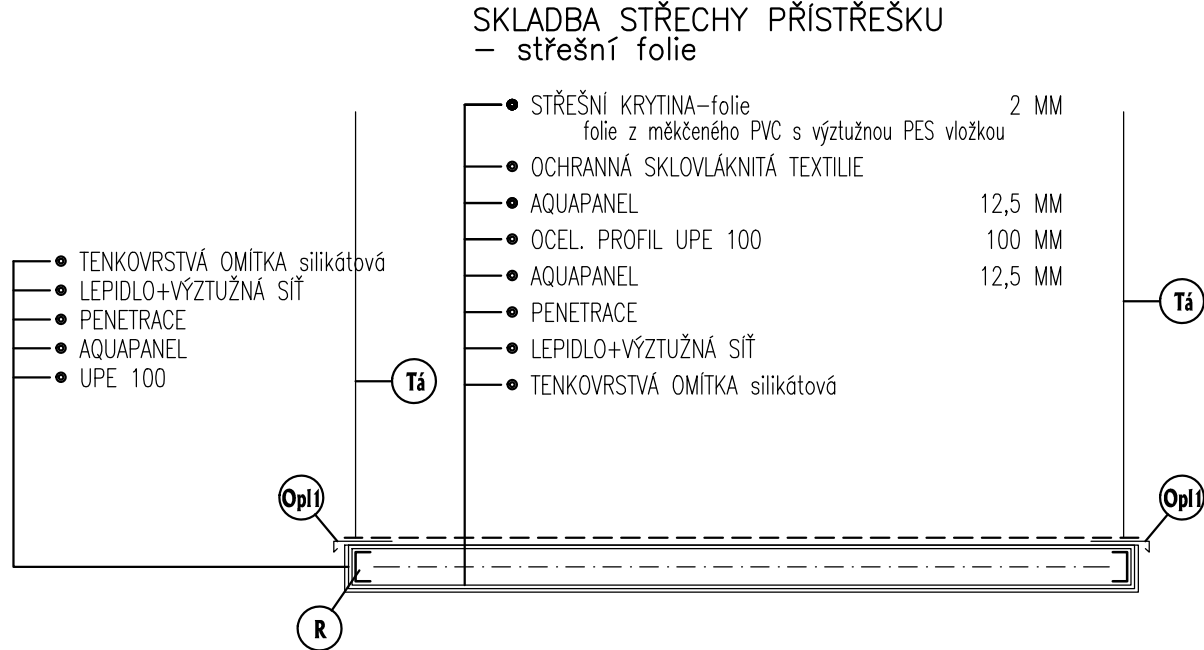 SKLADBA STŘECHY PŘÍSTŘEŠKU
– střešní folie
STŘEŠNÍ KRYTINA–folie 2 MM
folie z měkčeného PVC s výztužnou PES vložkou
OCHRANNÁ SKLOVLÁKNITÁ TEXTILIE
AQUAPANEL 12,5 MM
OCEL. PROFIL UPE 100 100 MM
AQUAPANEL 12,5 MM
PENETRACE
LEPIDLO+VÝZTUŽNÁ SÍŤ
TENKOVRSTVÁ OMÍTKA silikátová
TENKOVRSTVÁ OMÍTKA silikátová
LEPIDLO+VÝZTUŽNÁ SÍŤ
PENETRACE
AQUAPANEL
UPE 100
Tá
Tá
Opl1
Opl1
R